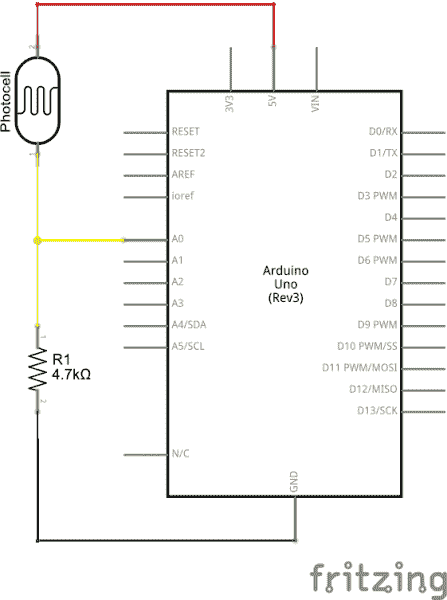 Photocell
2
1
3V3
5V
VIN
RESET
RESET2
AREF
ioref
A0
A1
A2
A3
A4/SDA
A5/SCL
N/C
D0/RX
D1/TX
D2
D3 PWM
D4
D5 PWM
D6 PWM
D7
D8
D9 PWM
D10 PWM/SS
D11 PWM/MOSI
D12/MISO
D13/SCK
Arduino
Uno
(Rev3)
1
R1
4.7kΩ
2
GND
fritzing